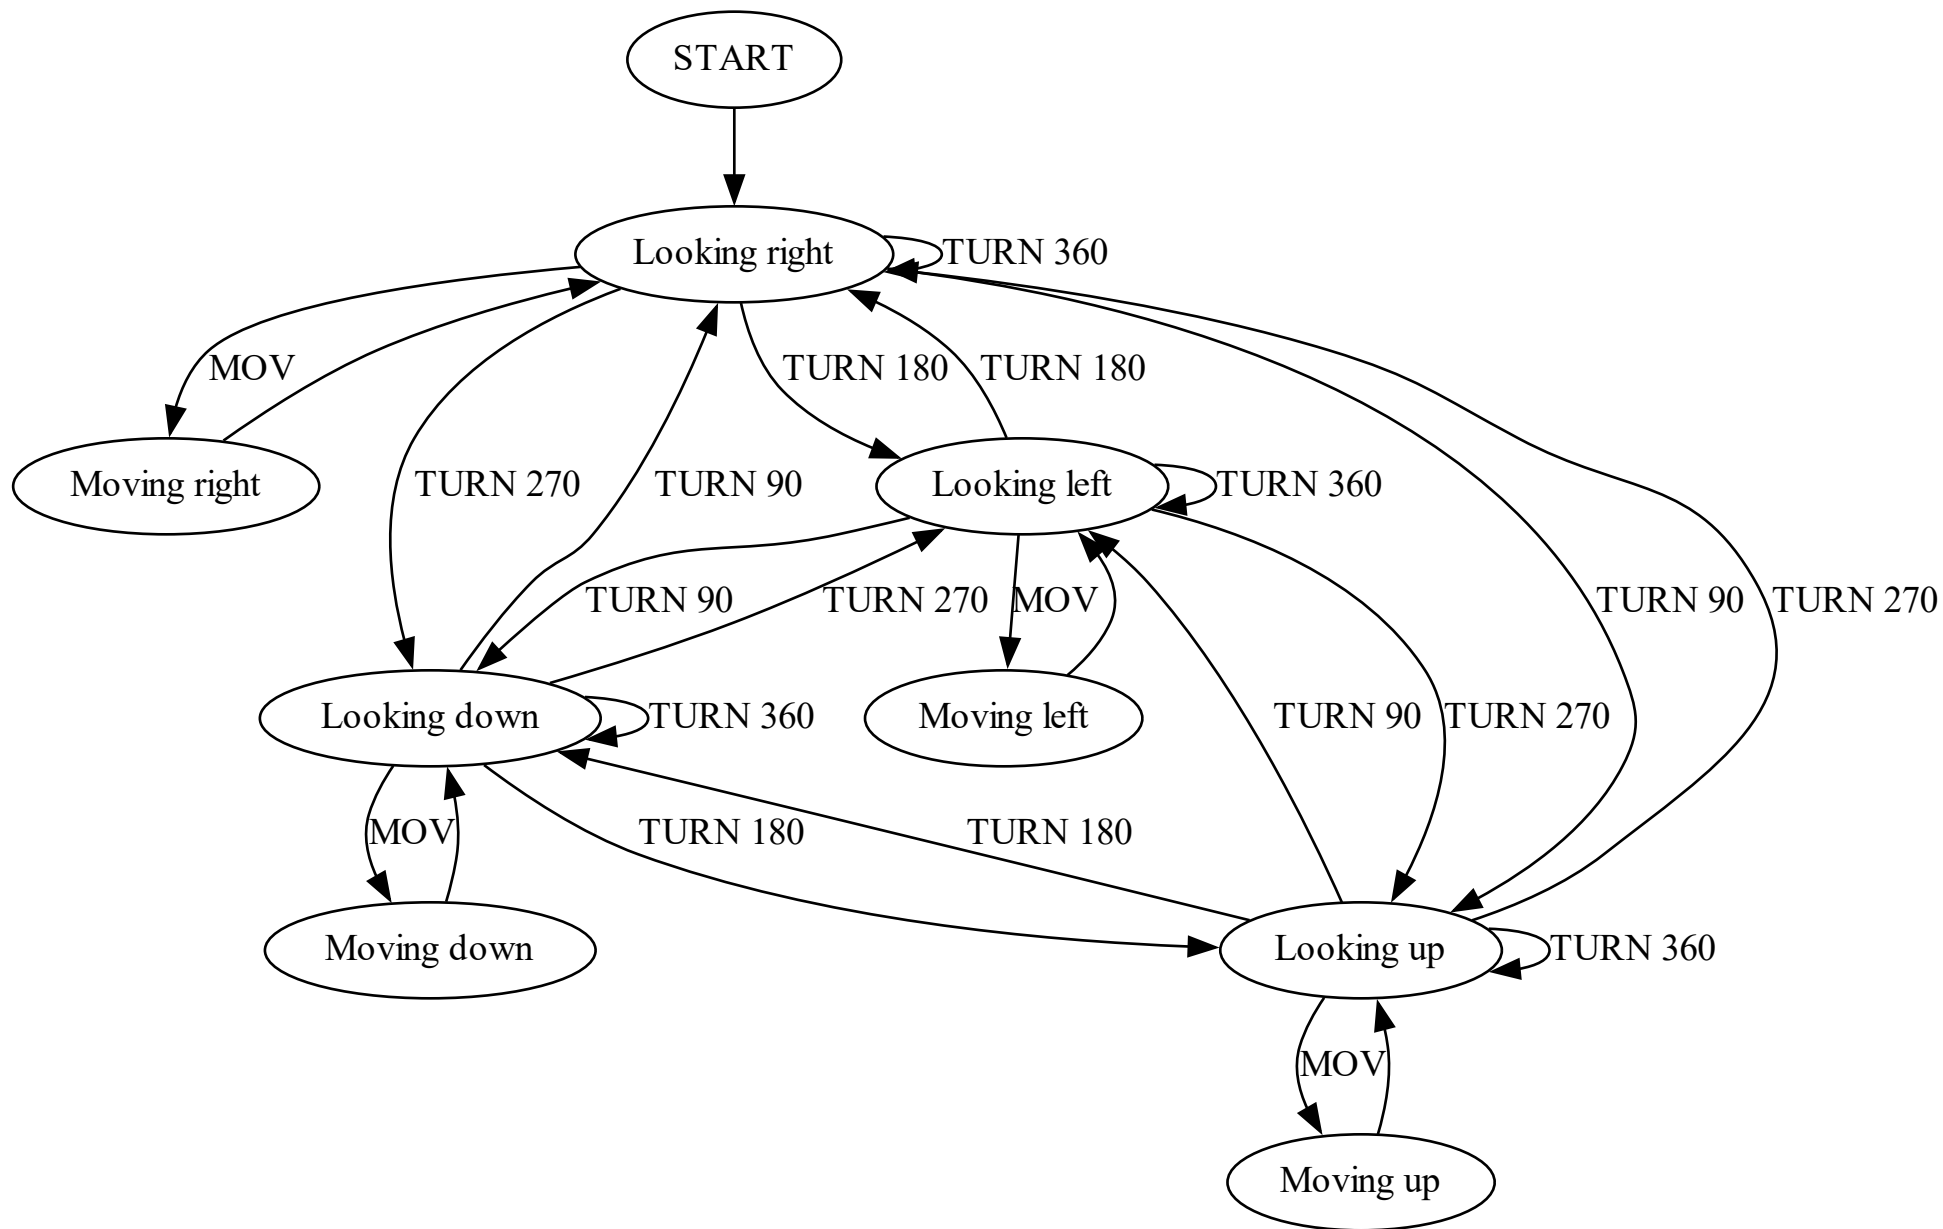 START
Looking right
TURN 360
MOV
TURN 180
TURN 180
Moving right
TURN 270
TURN 90
Looking left
TURN 360
TURN 90
TURN 270
MOV
TURN 90
TURN 270
Looking down
TURN 360
Moving left
TURN 90
TURN 270
MOV
TURN 180
TURN 180
Moving down
Looking up
TURN 360
MOV
Moving up